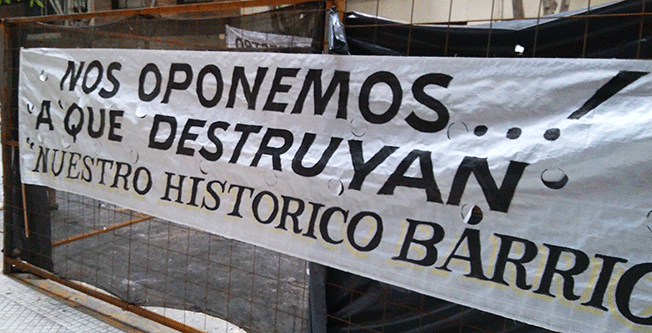 NOS OPONEMOS....!
"A QUE DESTRUYAN"
"NUESTRO HISTORICO BARRIO